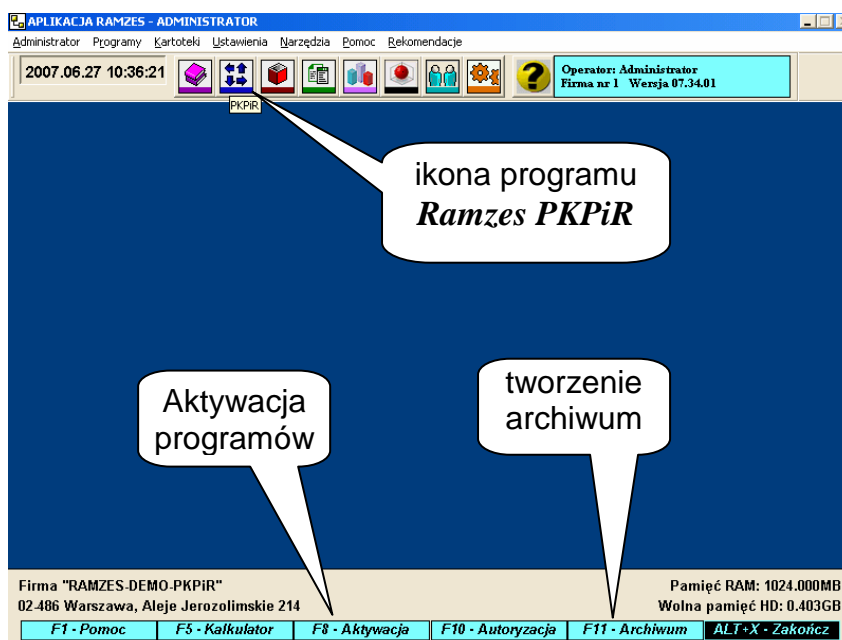 APLIKACJA RAMZES - ADMINISTRATOR
Administrator Programy Kartoteki Ustawienia Narzędzia Pomoc Rekomendacje
2007.06.27 10:36:21
Operator: Administrator
Firma nr 1 Wersja 07.34.01
PKPiR
ikona programu
Ramzes PKPiR
Aktywacja
programów
tworzenie
archiwum
Firma "RAMZES-DEMO-PKPiR"
Pamięć RAM: 1024.000MB
02-486 Warszawa, Aleje Jerozolimskie 214
Wolna pamięć HD: 0.403GB
F1 - Pomoc F5 - Kalkulator F8 - Aktywacja F10 - Autoryzacja F11 - Archiwum ALT+X - Zakończ